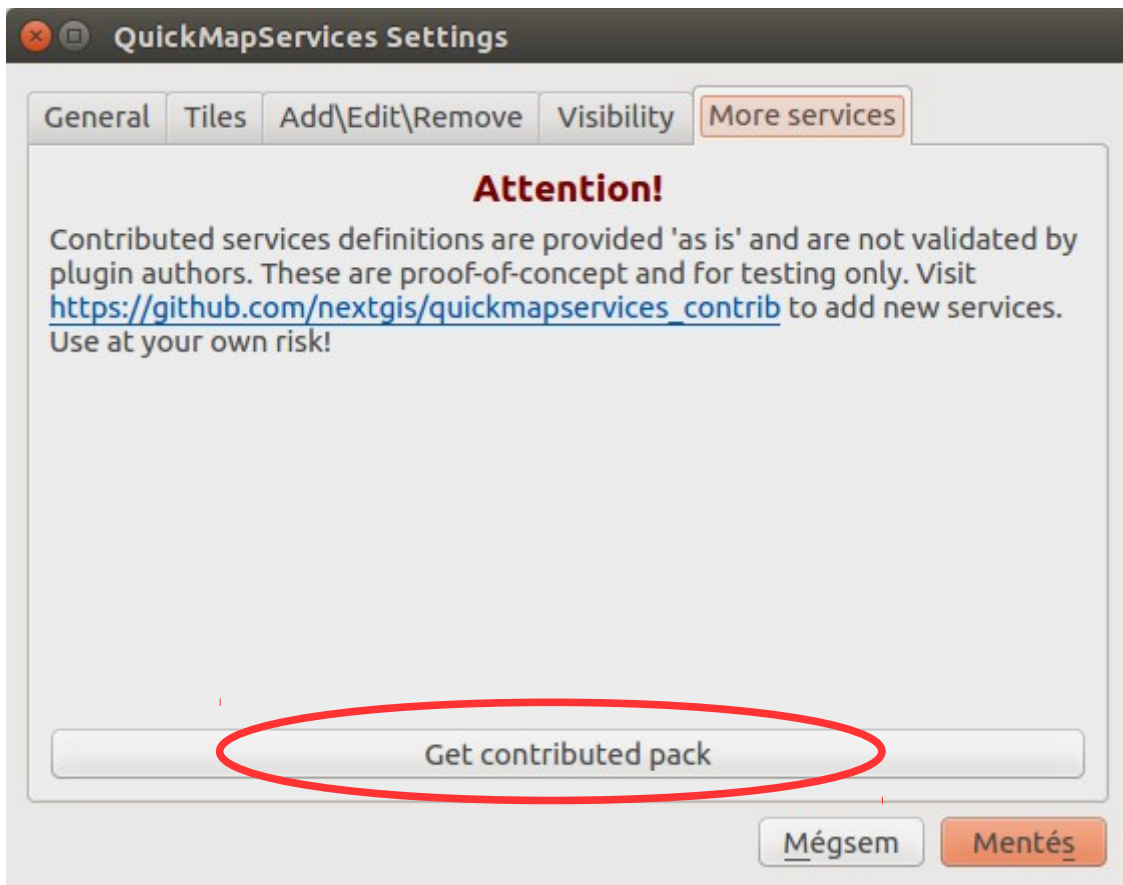 QuickMapServices Settings
General Tiles Add\Edit\Remove Visibility More services
Attention!
Contributed services definitions are provided 'as is' and are not validated by
plugin authors. These are proof-of-concept and for testing only. Visit
https://github.com/nextgis/quickmapservices_contrib to add new services.
Use at your own risk!
Get contributed pack
Mégsem Mentés